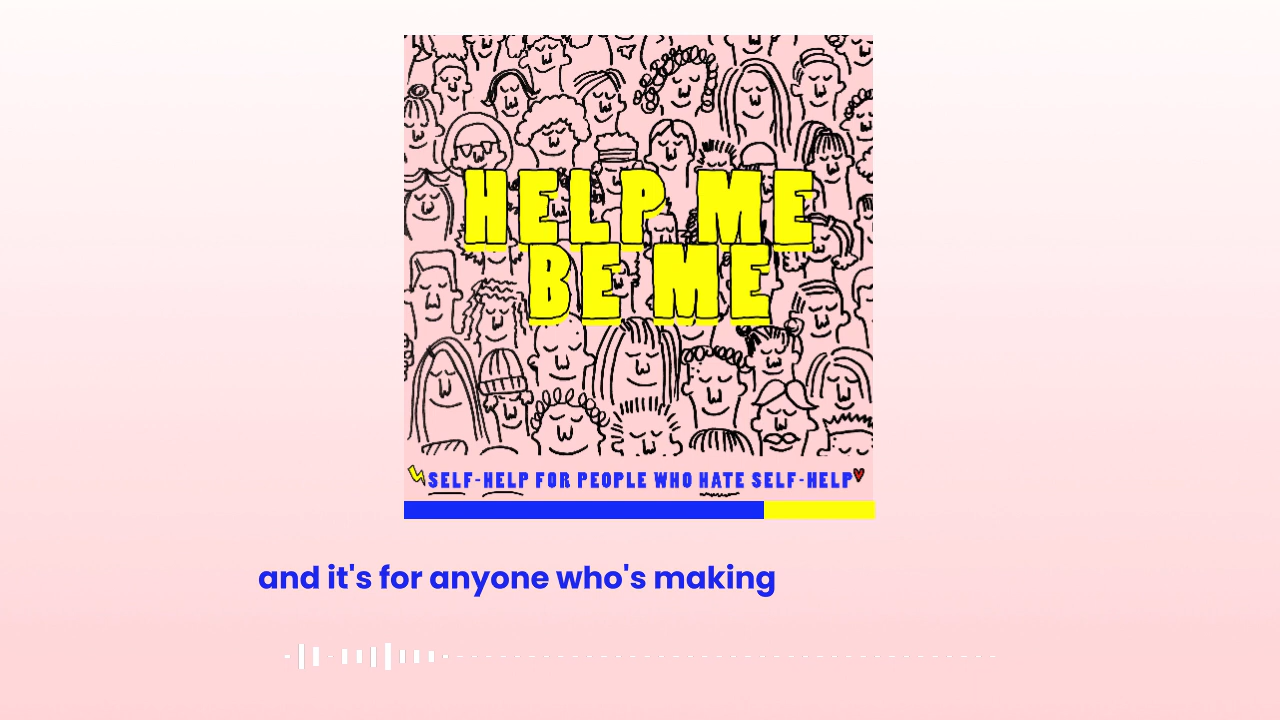 HELP ME
BE ME
SELF-HELP FOR PEOPLE WHO HATE SELF-HELP
and it's for anyone who's making